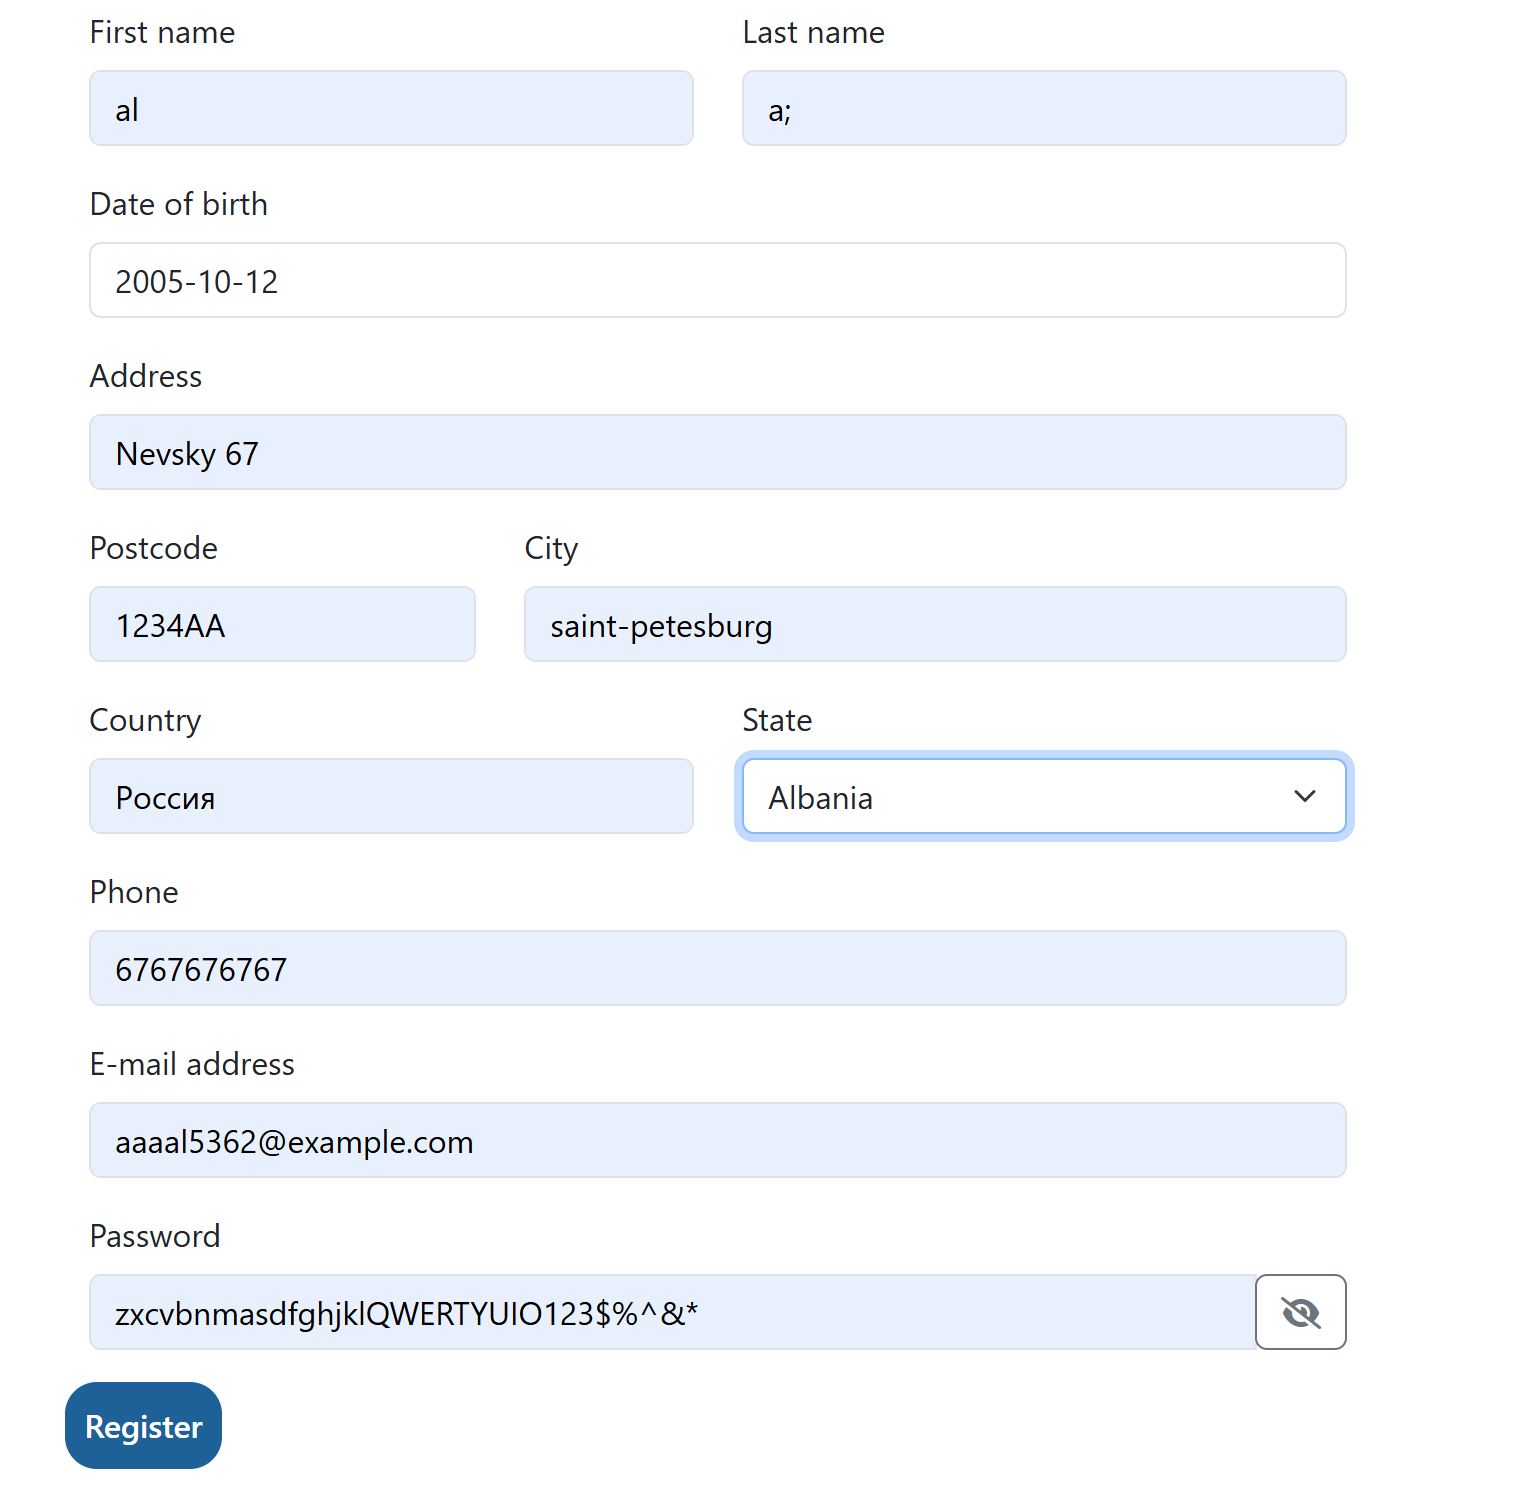 First name Last name
al a;
Date of birth
2005-10-12
Address
Nevsky 67
Postcode City
1234AA saint-petesburg
Country State
Россия Albania
Phone
6767676767
E-mail address
aaaal5362@example.com
Password
zxcvbnmasdfghjklQWERTYUIO123$%^&*
Register